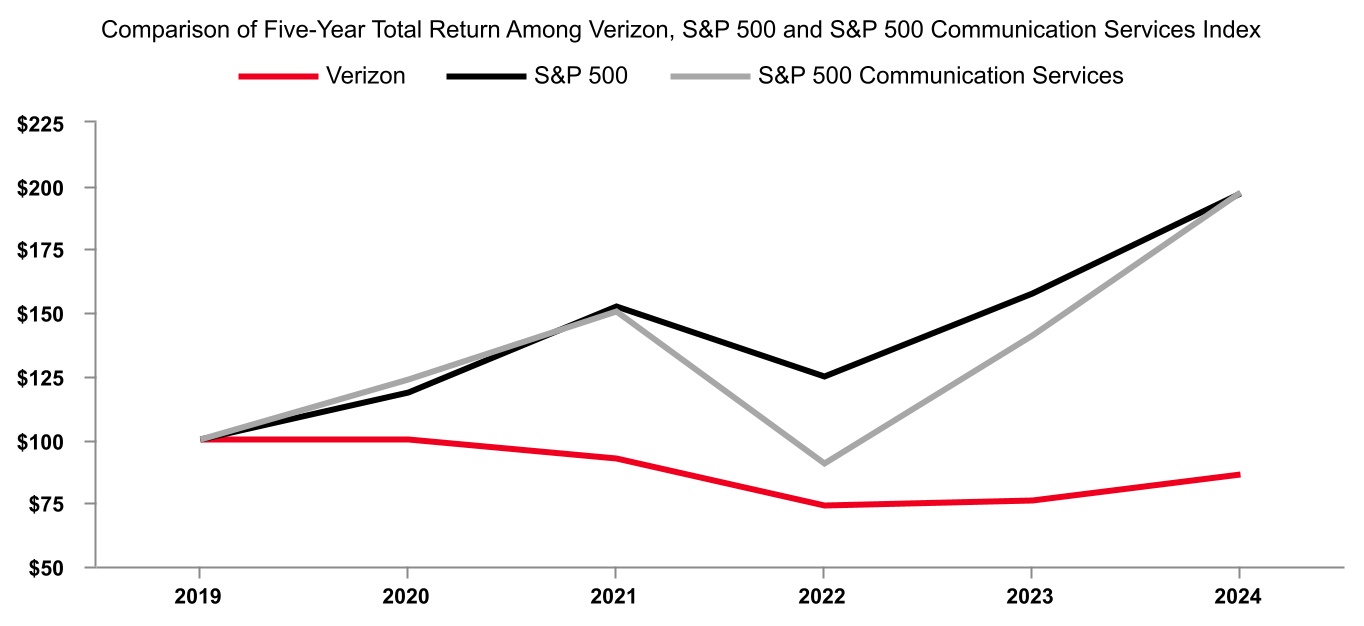 Comparison of Five-Year Total Return Among Verizon, S&P 500 and S&P 500 Communication Services Index
Verizon S&P 500 S&P 500 Communication Services
$225
$200
$175
$150
$125
$100
$75
$50
2019 2020 2021 2022 2023 2024